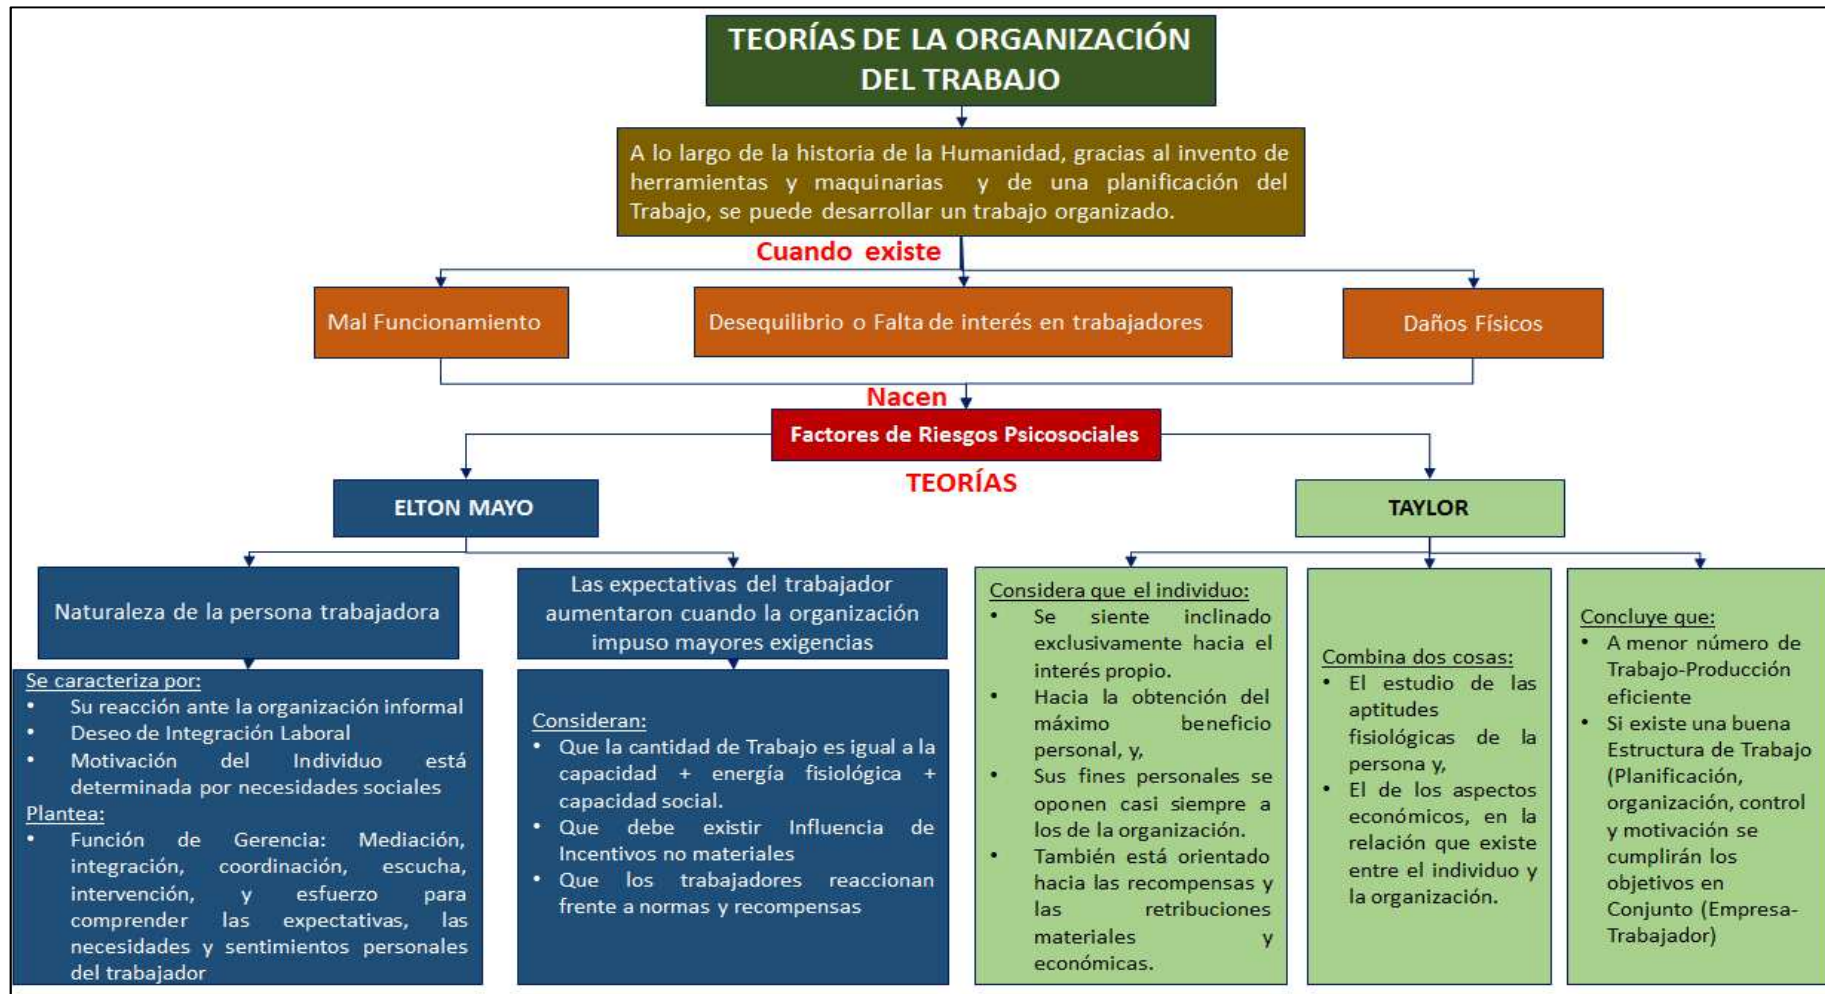 TEORÍAS DE LA ORGANIZACIÓN
DEL TRABAJO
A lo largo de la historia de la Humanidad, gracias al invento de
herramientas y maquinarias y de una planificación del
Trabajo, se puede desarrollar un trabajo organizado.
Cuando existe
Mal Funcionamiento
Desequilibrio o Falta de interés en trabajadores
Daños Físicos
Nacen
Factores de Riesgos Psicosociales
TEORÍAS
ELTON MAYO
TAYLOR
Naturaleza de la persona trabajadora
Las expectativas del trabajador
aumentaron cuando la organización
impuso mayores exigencias
Se caracteriza por:
• Su reacción ante la organización informal
• Deseo de Integración Laboral
• Motivación del Individuo está
determinada por necesidades sociales
Plantea:
• Función de Gerencia: Mediación,
integración, coordinación, escucha,
intervención, y esfuerzo para
comprender las expectativas, las
necesidades y sentimientos personales
del trabajador
Consideran:
• Que la cantidad de Trabajo es igual a la
capacidad + energía fisiológica +
capacidad social.
• Que debe existir Influencia de
Incentivos no materiales
• Que los trabajadores reaccionan
frente a normas y recompensas
Considera que el individuo:
• Se siente inclinado
exclusivamente hacia el
interés propio.
• Hacia la obtención del
máximo beneficio
personal, y,
• Sus fines personales se
oponen casi siempre a
los de la organización.
• También está orientado
hacia las recompensas y
las retribuciones
materiales y
económicas.
Combina dos cosas:
• El estudio de las
aptitudes
fisiológicas de la
persona y,
• El de los aspectos
económicos, en la
relación que existe
entre el individuo y
la organización.
Concluye que:
• A menor número de
Trabajo-Producción
eficiente
• Si existe una buena
Estructura de Trabajo
(Planificación,
organización, control
y motivación se
cumplirán los
objetivos en
Conjunto (Empresa-
Trabajador)